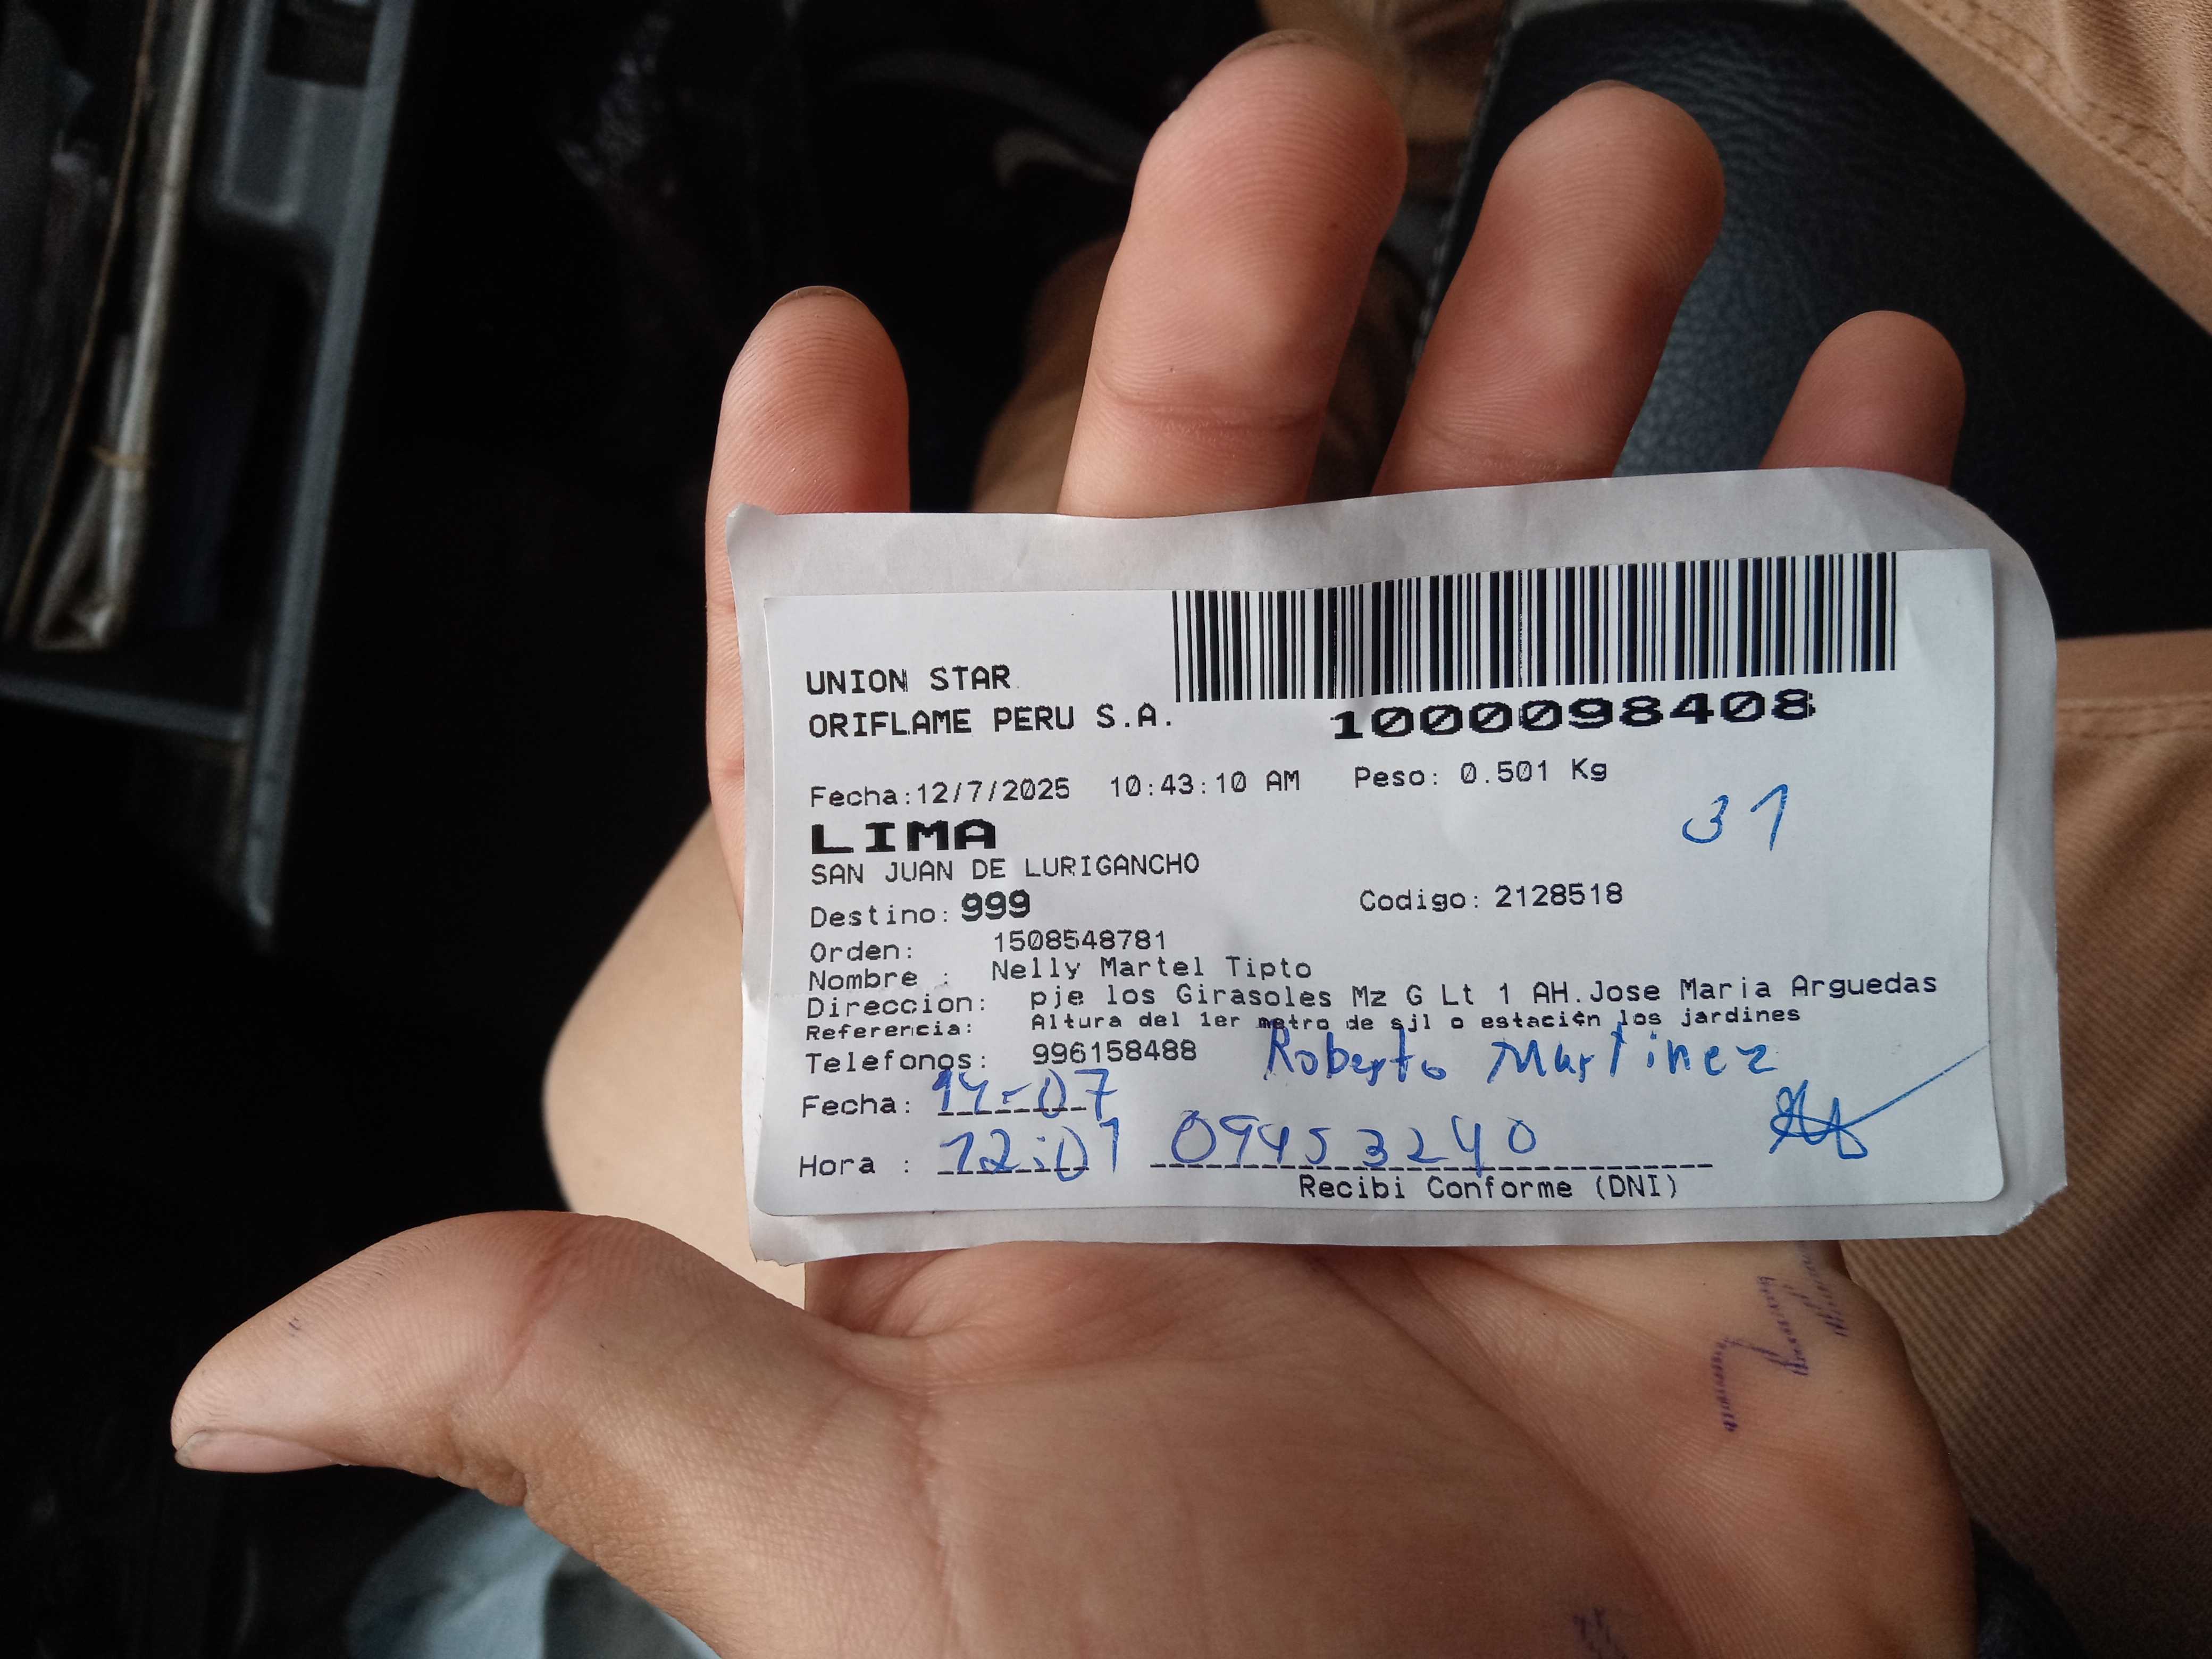 UNION STAR
ORIFLAME PERU S.A.
1000098408
Fecha:12/7/2025 10:43:10 AM Peso: 0.501 Kg
31
LIMA
SAN JUAN DE LURIGANCHO
Destino: 999 Codigo: 2128518
Orden: 1508548781
Nombre : Nelly Martel Tipto
Direccion: pje los Girasoles Mz G Lt 1 AH.Jose Maria Arguedas
Referencia: Altura del 1er metro de sjl o estaci¢n los jardines
Telefonos: 996158488 Roberto Martinez
Fecha: 14-07
Hora : 12:01 09453240
Recibi Conforme (DNI)